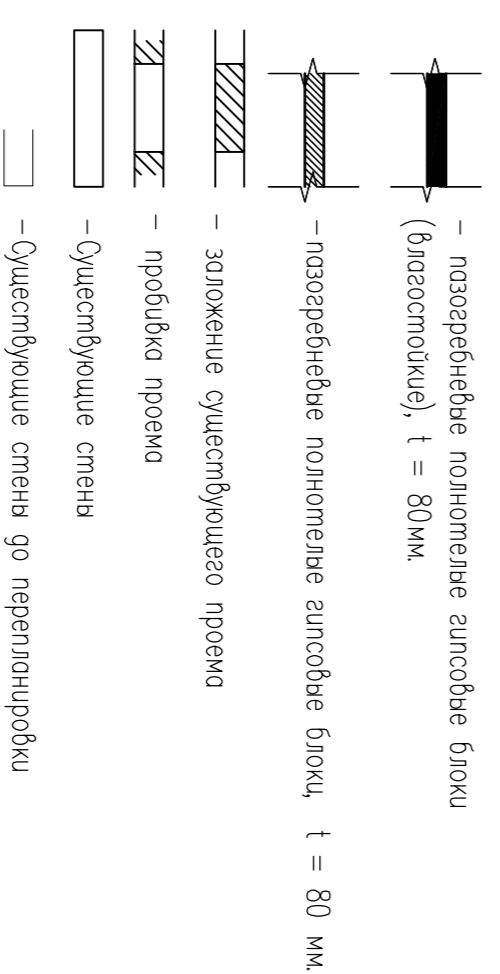 – пазогребневые полнотелые гипсовые блоки
(влагостойкие), t = 80мм.
–пазогребневые полнотелые гипсовые блоки, t = 80 мм.
– заложение существующего проема
– пробивка проема
–Существующие стены
–Существующие стены до перепланировки